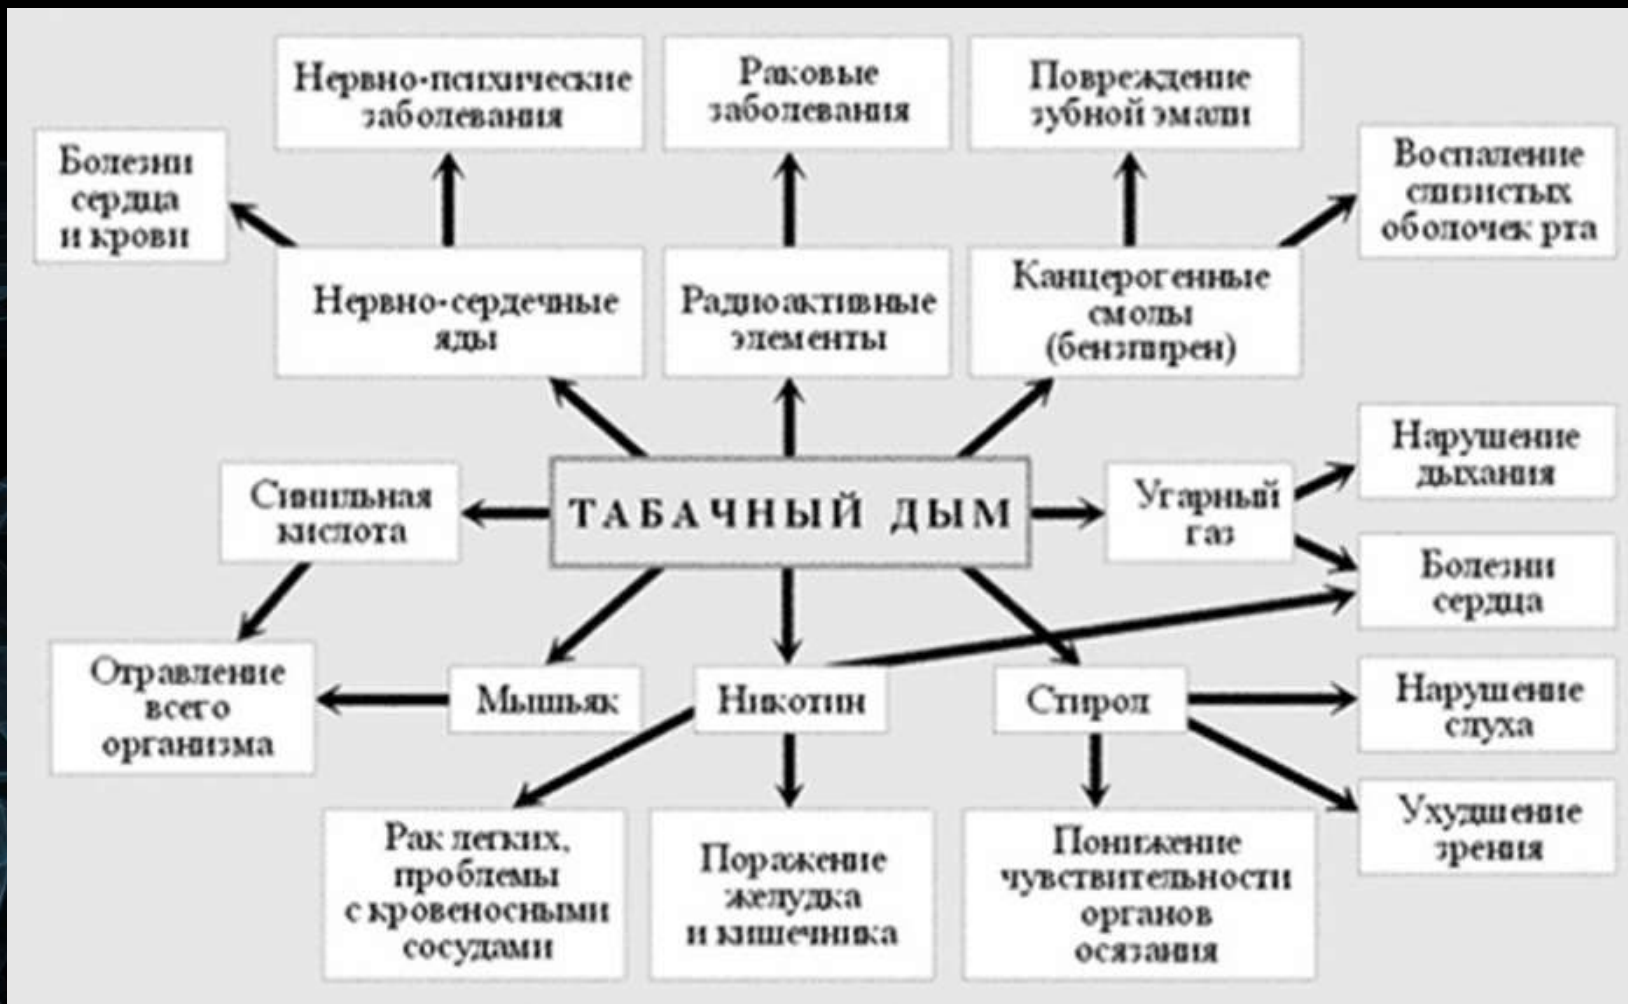 Нервно-психические
заболевания
Раковые
заболевания
Повреждение
зубной эмали
Болезни
сердца
и крови
Воспаление
слизистых
оболочек рта
Нервно-сердечные
яды
Радиоактивные
элементы
Канцерогенные
смолы
(бензпирен)
Синильная
кислота
ТАБАЧНЫЙ ДЫМ
Угарный
газ
Нарушение
дыхания
Болезни
сердца
Отравление
всего
организма
Мышьяк
Никотин
Стирол
Нарушение
слуха
Ухудшение
зрения
Рак легких,
проблемы
с кровеносными
сосудами
Поражение
желудка
и кишечника
Понижение
чувствительности
органов
осязания